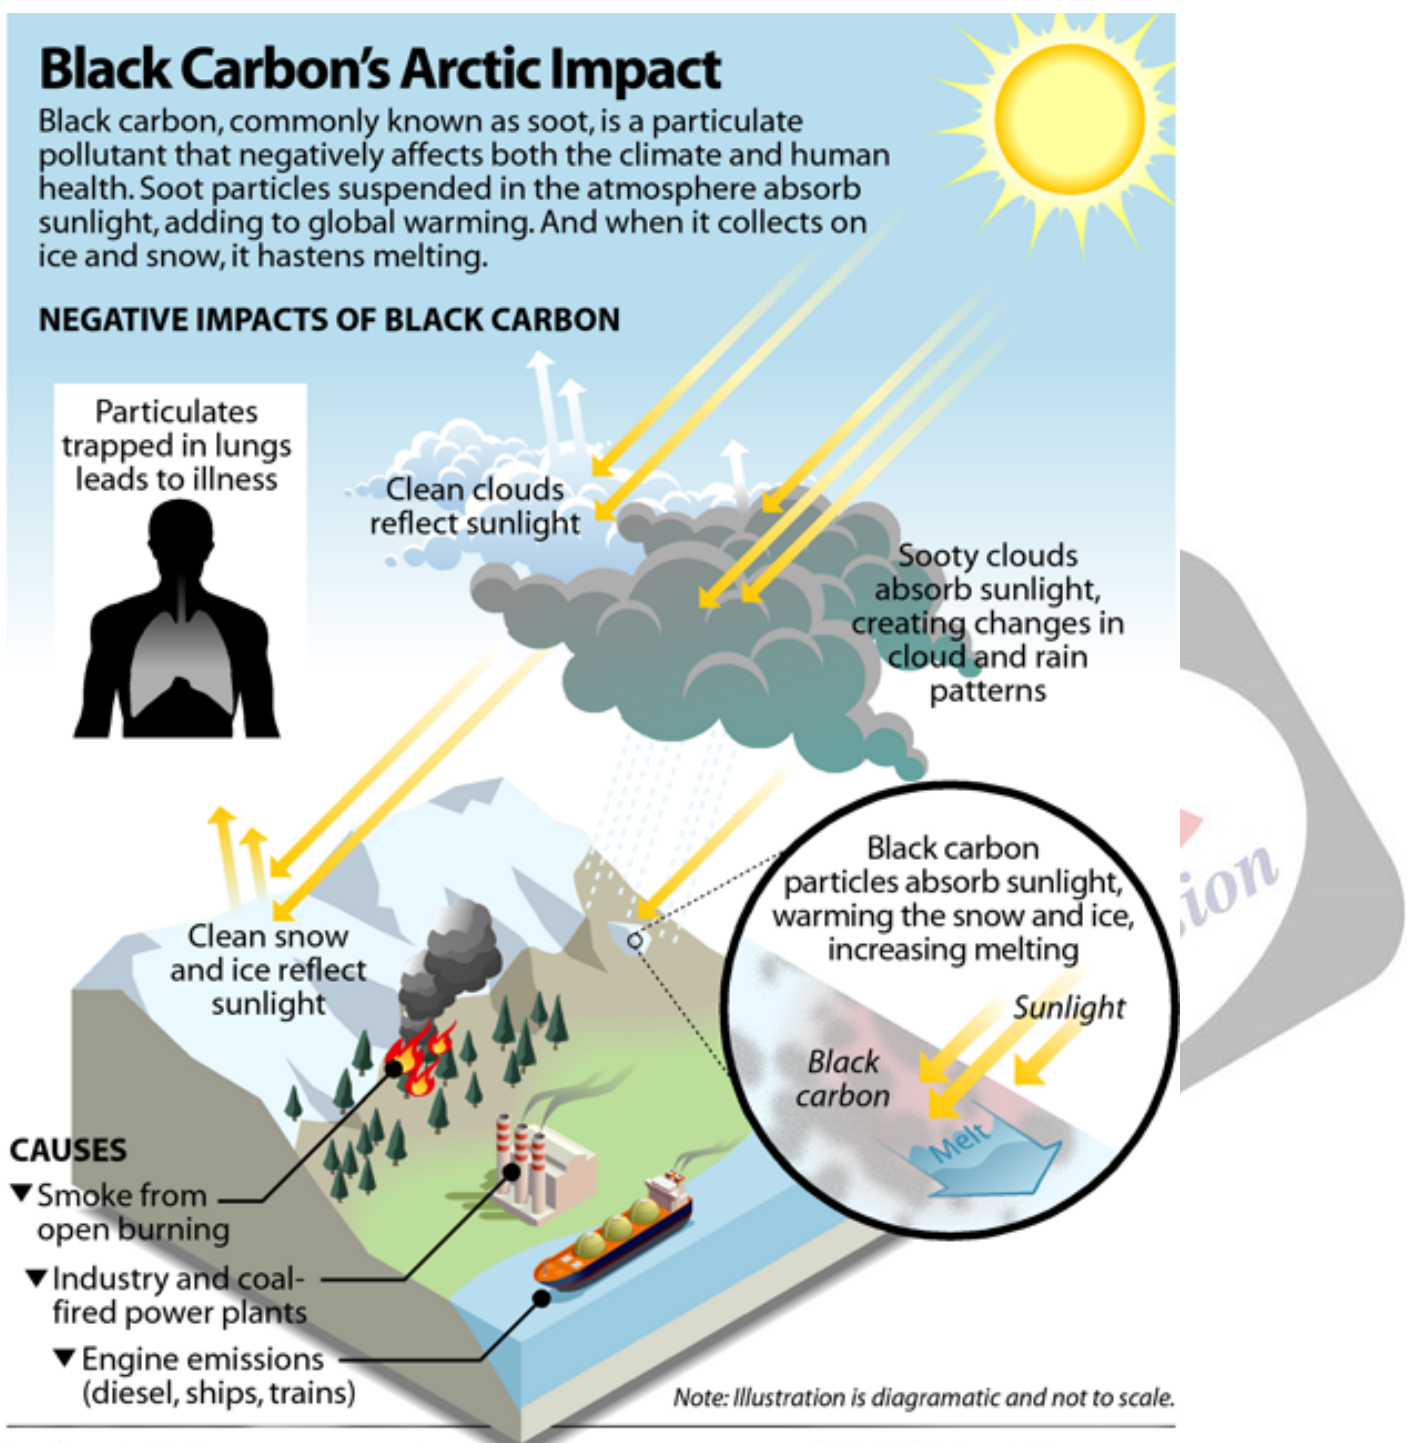 Black Carbon's Arctic Impact
Black carbon, commonly known as soot, is a particulate
pollutant that negatively affects both the climate and human
health. Soot particles suspended in the atmosphere absorb
sunlight, adding to global warming. And when it collects on
ice and snow, it hastens melting.
NEGATIVE IMPACTS OF BLACK CARBON
Particulates
trapped in lungs
leads to illness
Clean clouds
reflect sunlight
Sooty clouds
absorb sunlight,
creating changes in
cloud and rain
patterns
Black carbon
particles absorb sunlight,
warming the snow and ice,
increasing melting
Sunlight
Black
carbon
Melt
Clean snow
and ice reflect
sunlight
CAUSES
▼ Smoke from
open burning
▼ Industry and coal-
fired power plants
▼ Engine emissions
(diesel, ships, trains)
Note: Illustration is diagramatic and not to scale.